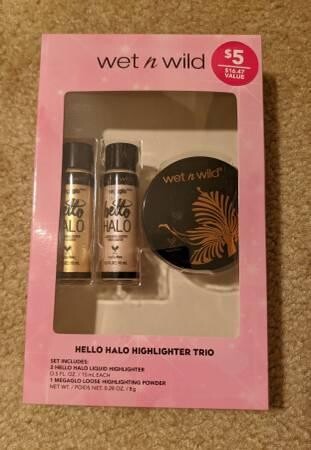 wet n wild
$5
$16.47
VALUE
hello
HALO
hello
HALO
wet n wild
HELLO HALO HIGHLIGHTER TRIO
SET INCLUDES:
2 HELLO HALO LIQUID HIGHLIGHTER
0.5 FL. OZ. / 15mL EACH
1 MEGAGLO LOOSE HIGHLIGHTING POWDER
NET WT. / POIDS NET. 0.28 OZ. / 8g